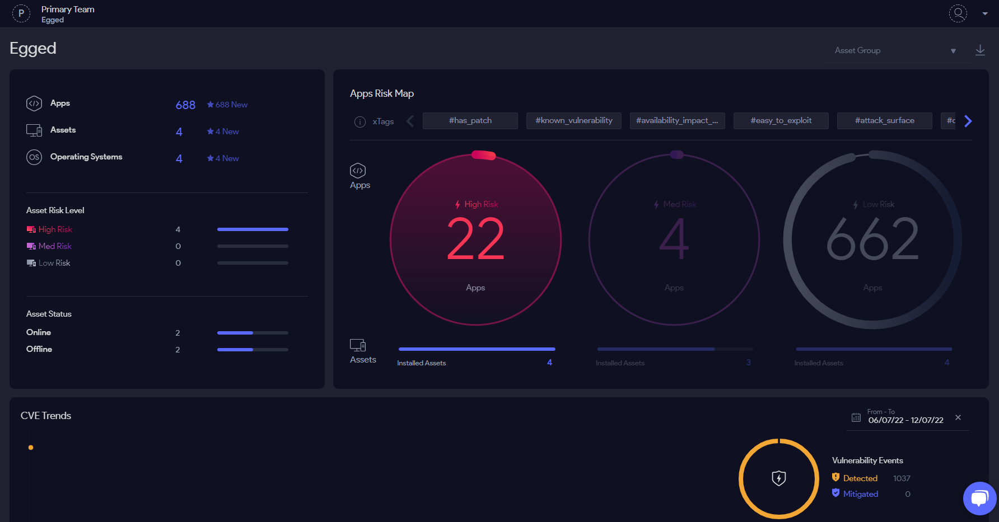 P
Primary Team
Egged
Egged
Asset Group
Apps 688 688 New
Assets 4 4 New
OS Operating Systems 4 4 New
Asset Risk Level
High Risk 4
Med Risk 0
Low Risk 0
Asset Status
Online 2
Offline 2
Apps Risk Map
xTags #has_patch #known_vulnerability #availability_impact_... #easy_to_exploit #attack_surface
Apps
High Risk
22
Apps
Med Risk
4
Apps
Low Risk
662
Apps
Assets
Installed Assets 4
Installed Assets 3
Installed Assets 4
CVE Trends
From - To
06/07/22 - 12/07/22
Vulnerability Events
Detected 1037
Mitigated 0